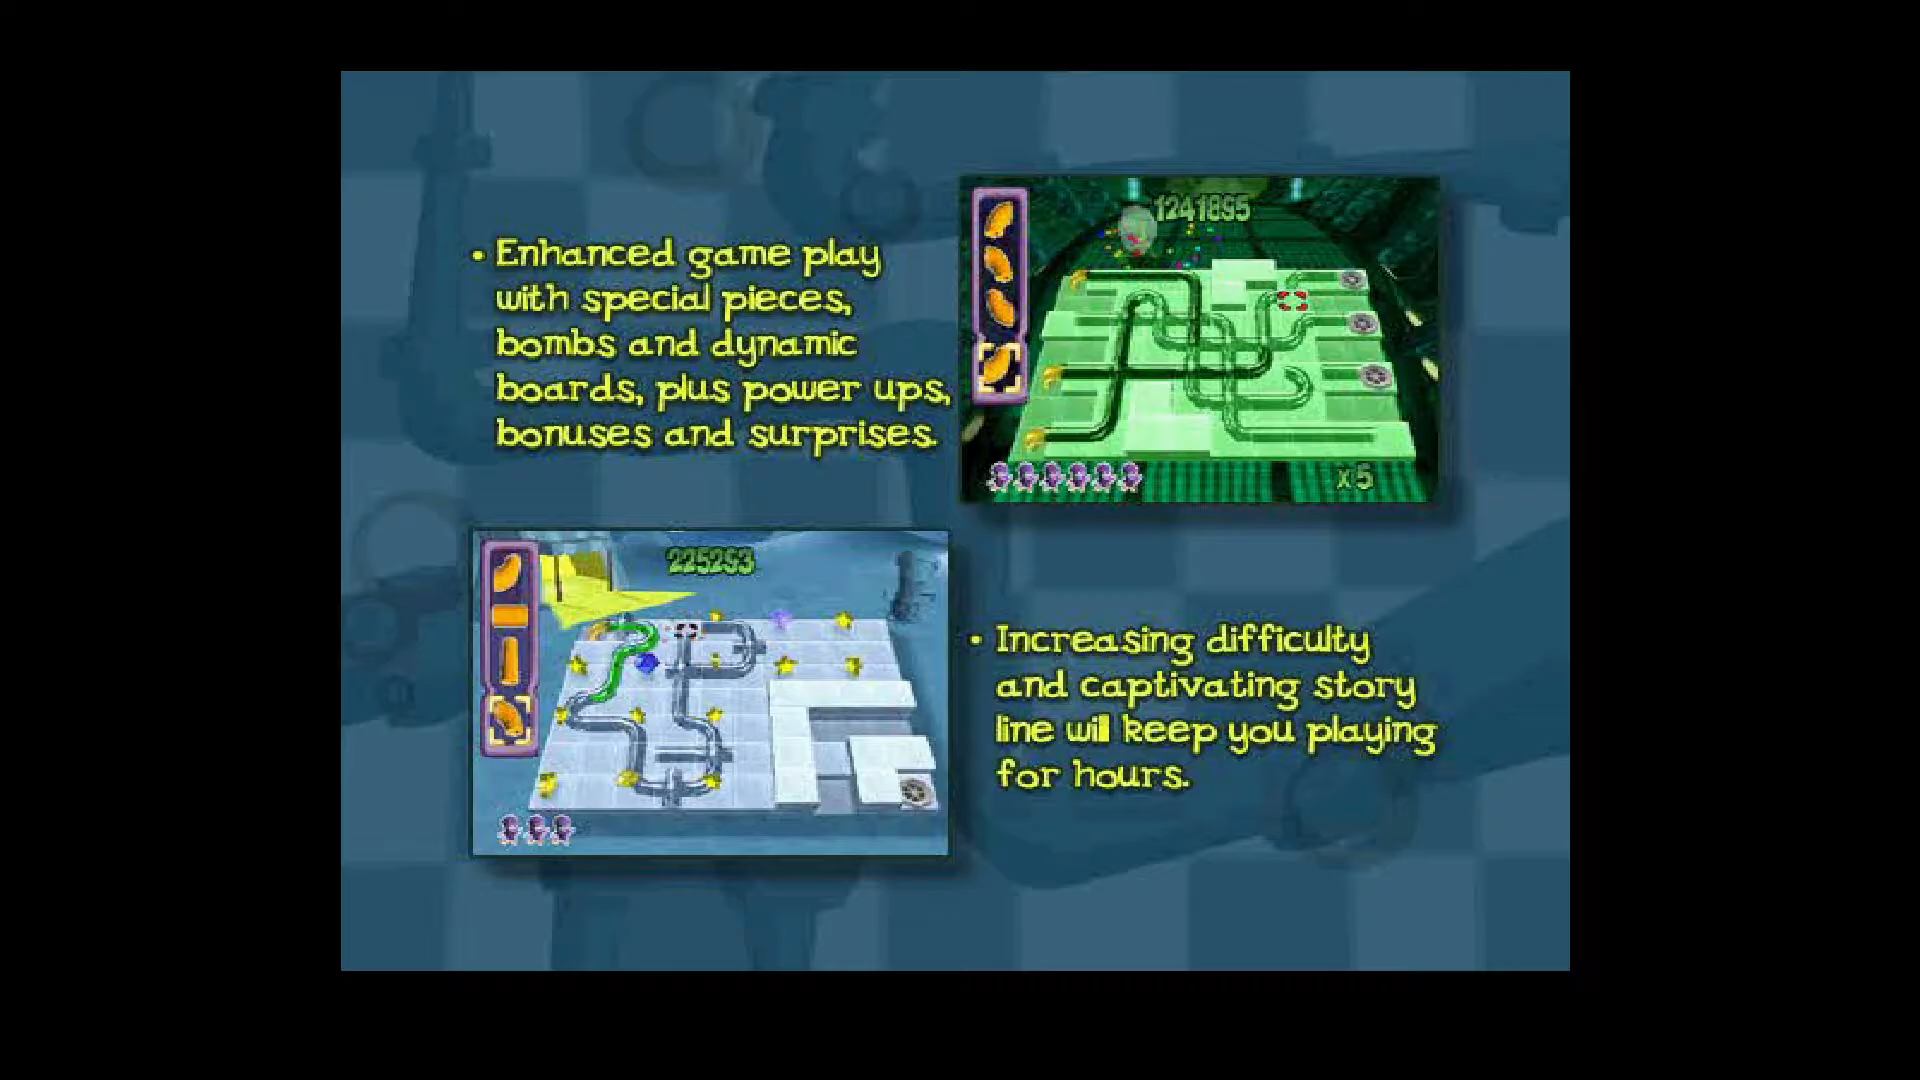 • Enhanced game play
with special pieces,
bombs and dynamic
boards, plus power ups,
bonuses and surprises.
1241895
x5
225253
• Increasing difficulty
and captivating story
line will keep you playing
for hours.